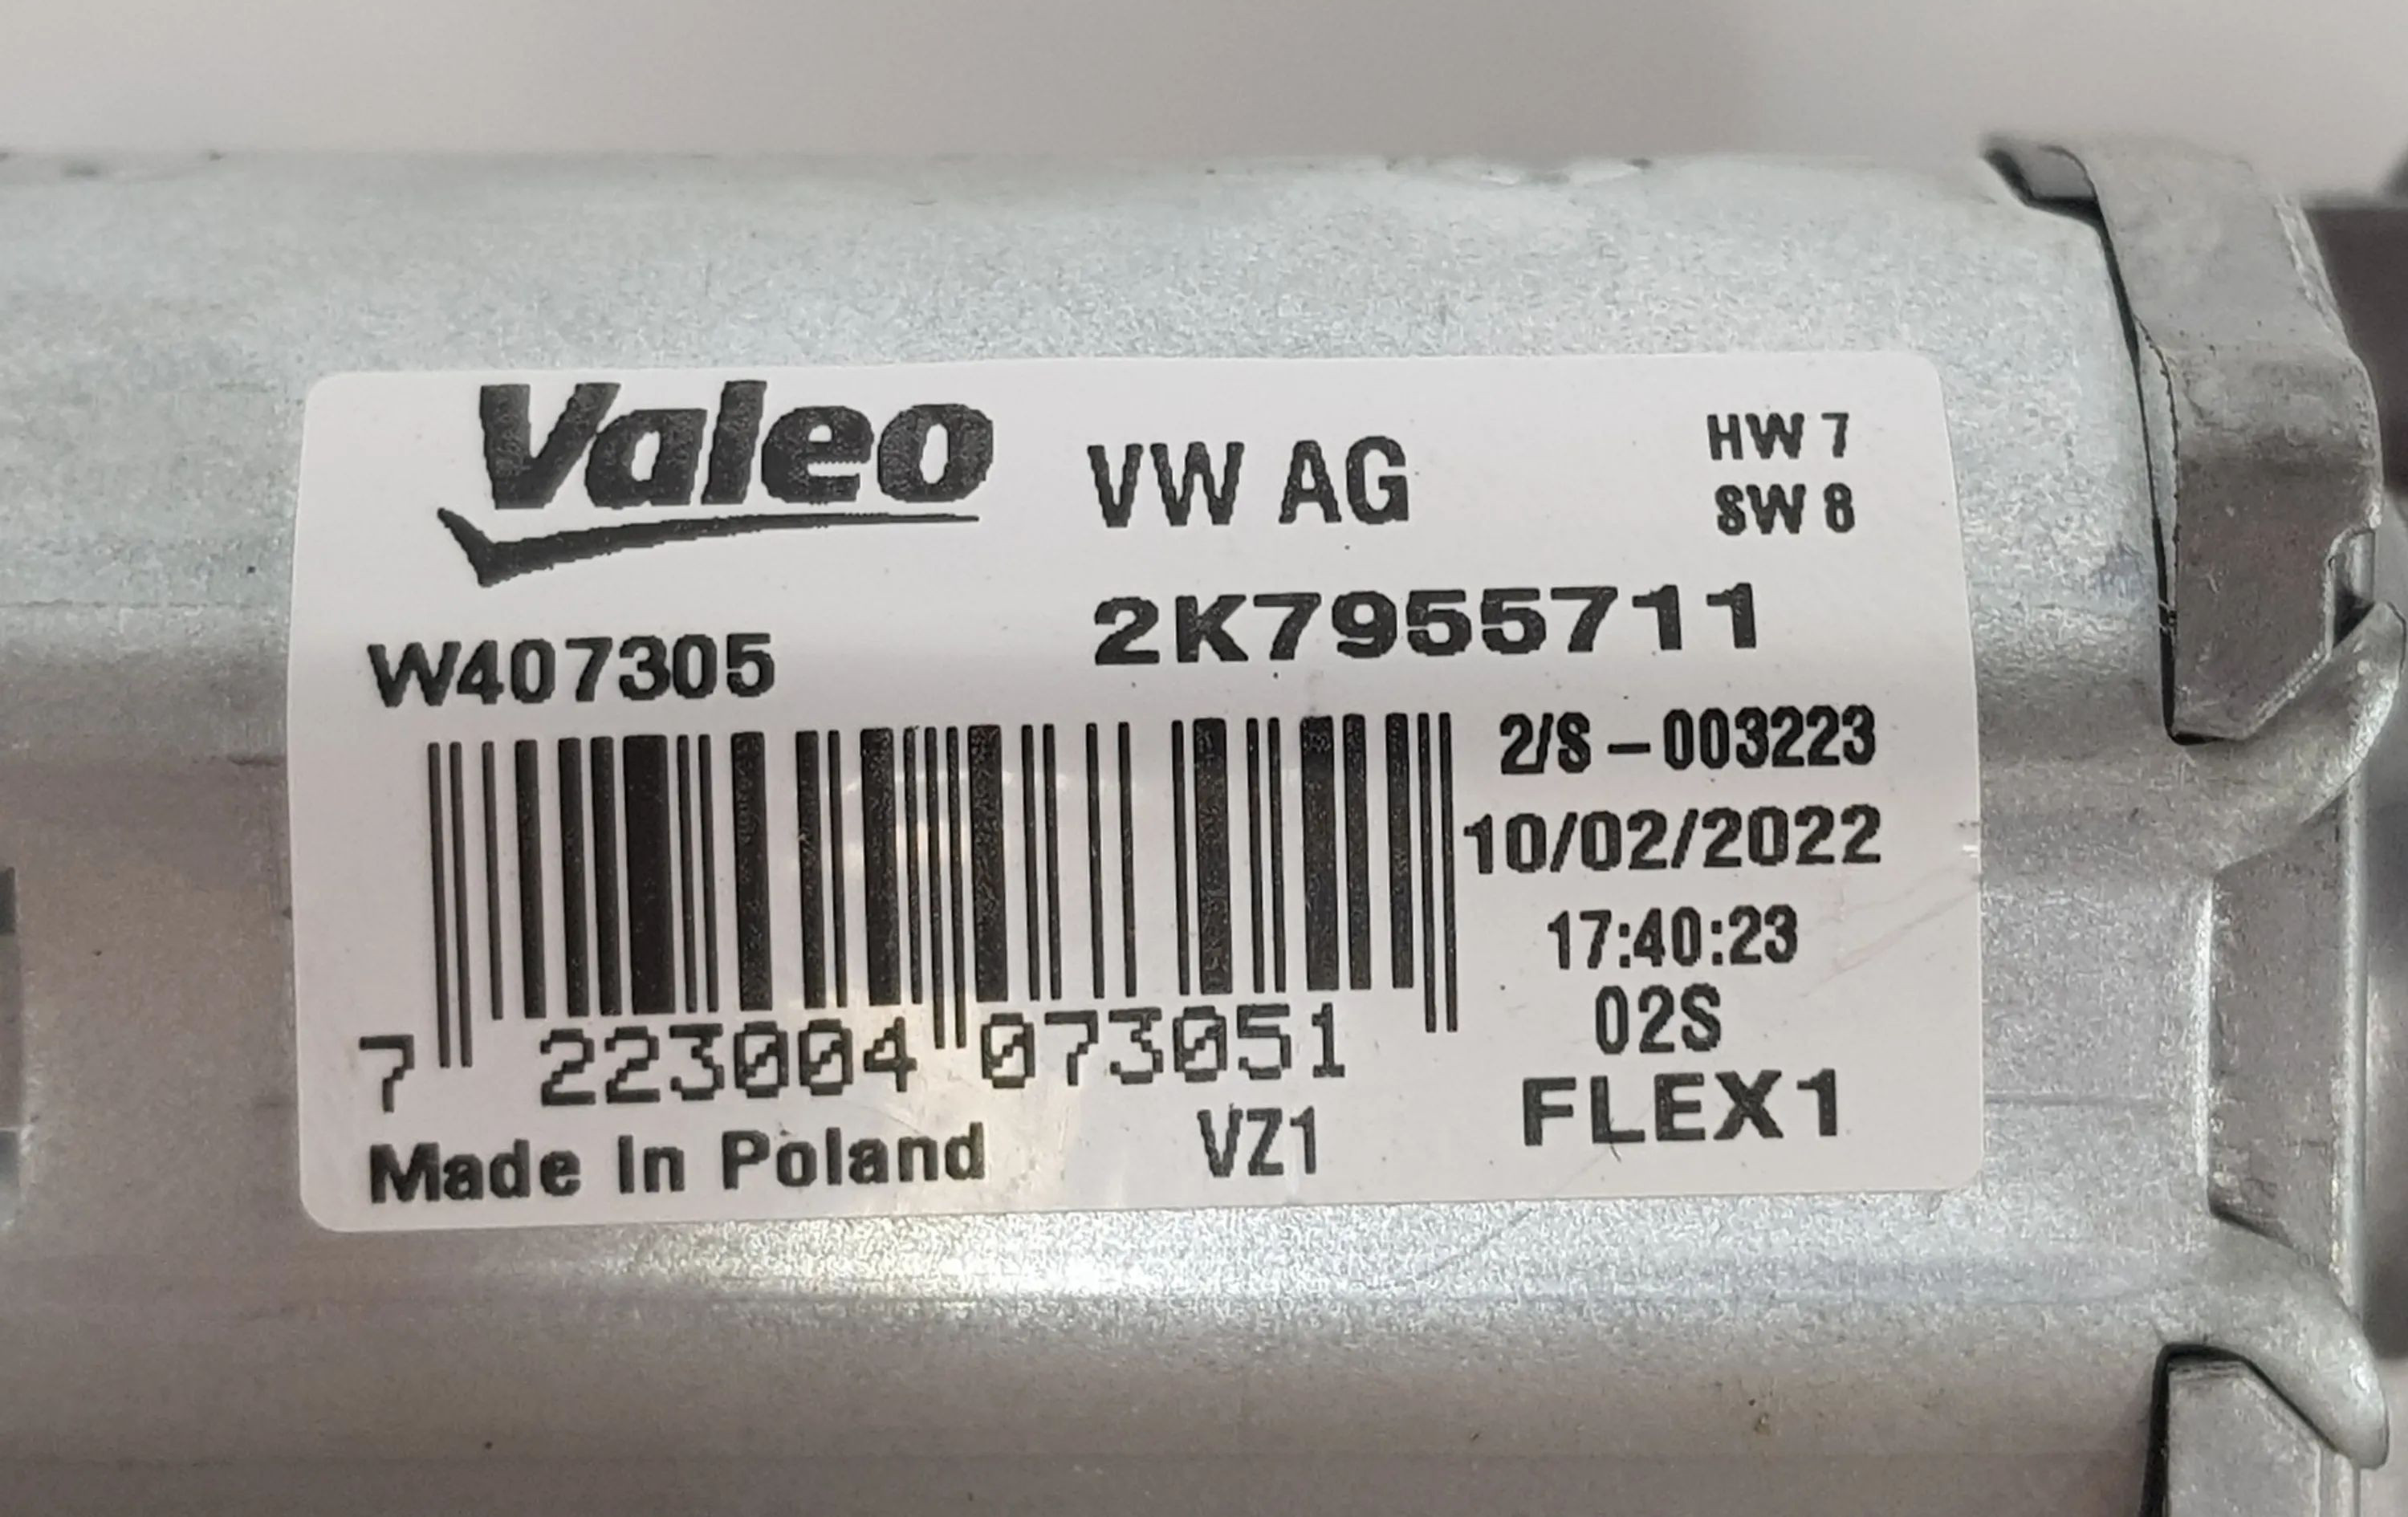 Valeo
VW AG
HW 7
SW 8
2K7955711
W407305
2/S-003223
10/02/2022
17:40:23
02S
7 223004 073051
FLEX1
Made In Poland
VZ1